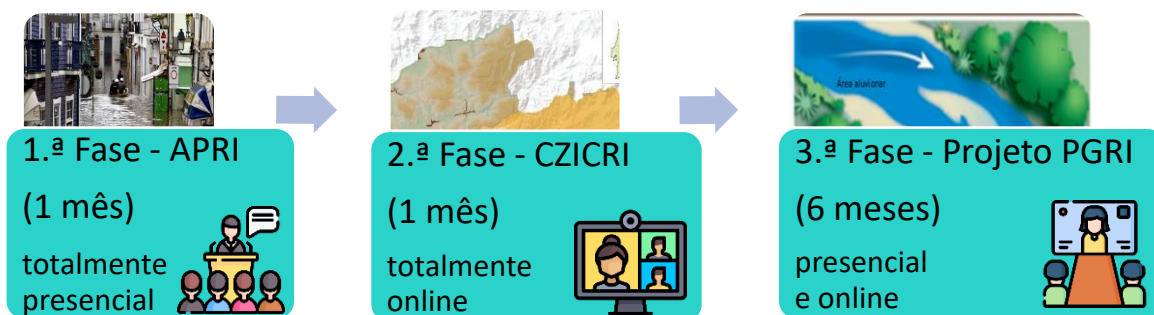 Área aluvionar
1.ª Fase - APRI
(1 mês)
totalmente
presencial
2.ª Fase - CZICRI
(1 mês)
totalmente
online
3.ª Fase - Projeto PGRI
(6 meses)
presencial
e online